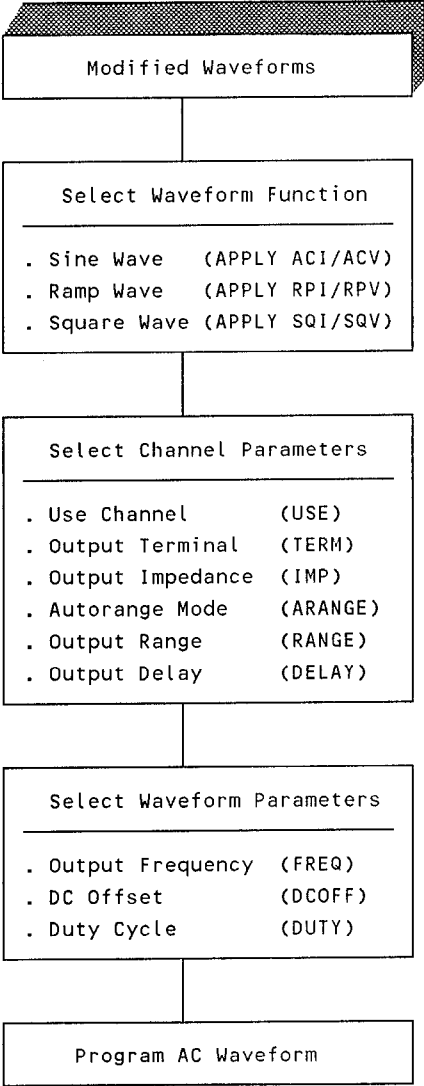 Modified Waveforms
Select Waveform Function
. Sine Wave (APPLY ACI/ACV)
. Ramp Wave (APPLY RPI/RPV)
. Square Wave (APPLY SQI/SQV)
Select Channel Parameters
. Use Channel (USE)
. Output Terminal (TERM)
. Output Impedance (IMP)
. Autorange Mode (ARANGE)
. Output Range (RANGE)
. Output Delay (DELAY)
Select Waveform Parameters
. Output Frequency (FREQ)
. DC Offset (DCOFF)
. Duty Cycle (DUTY)
Program AC Waveform